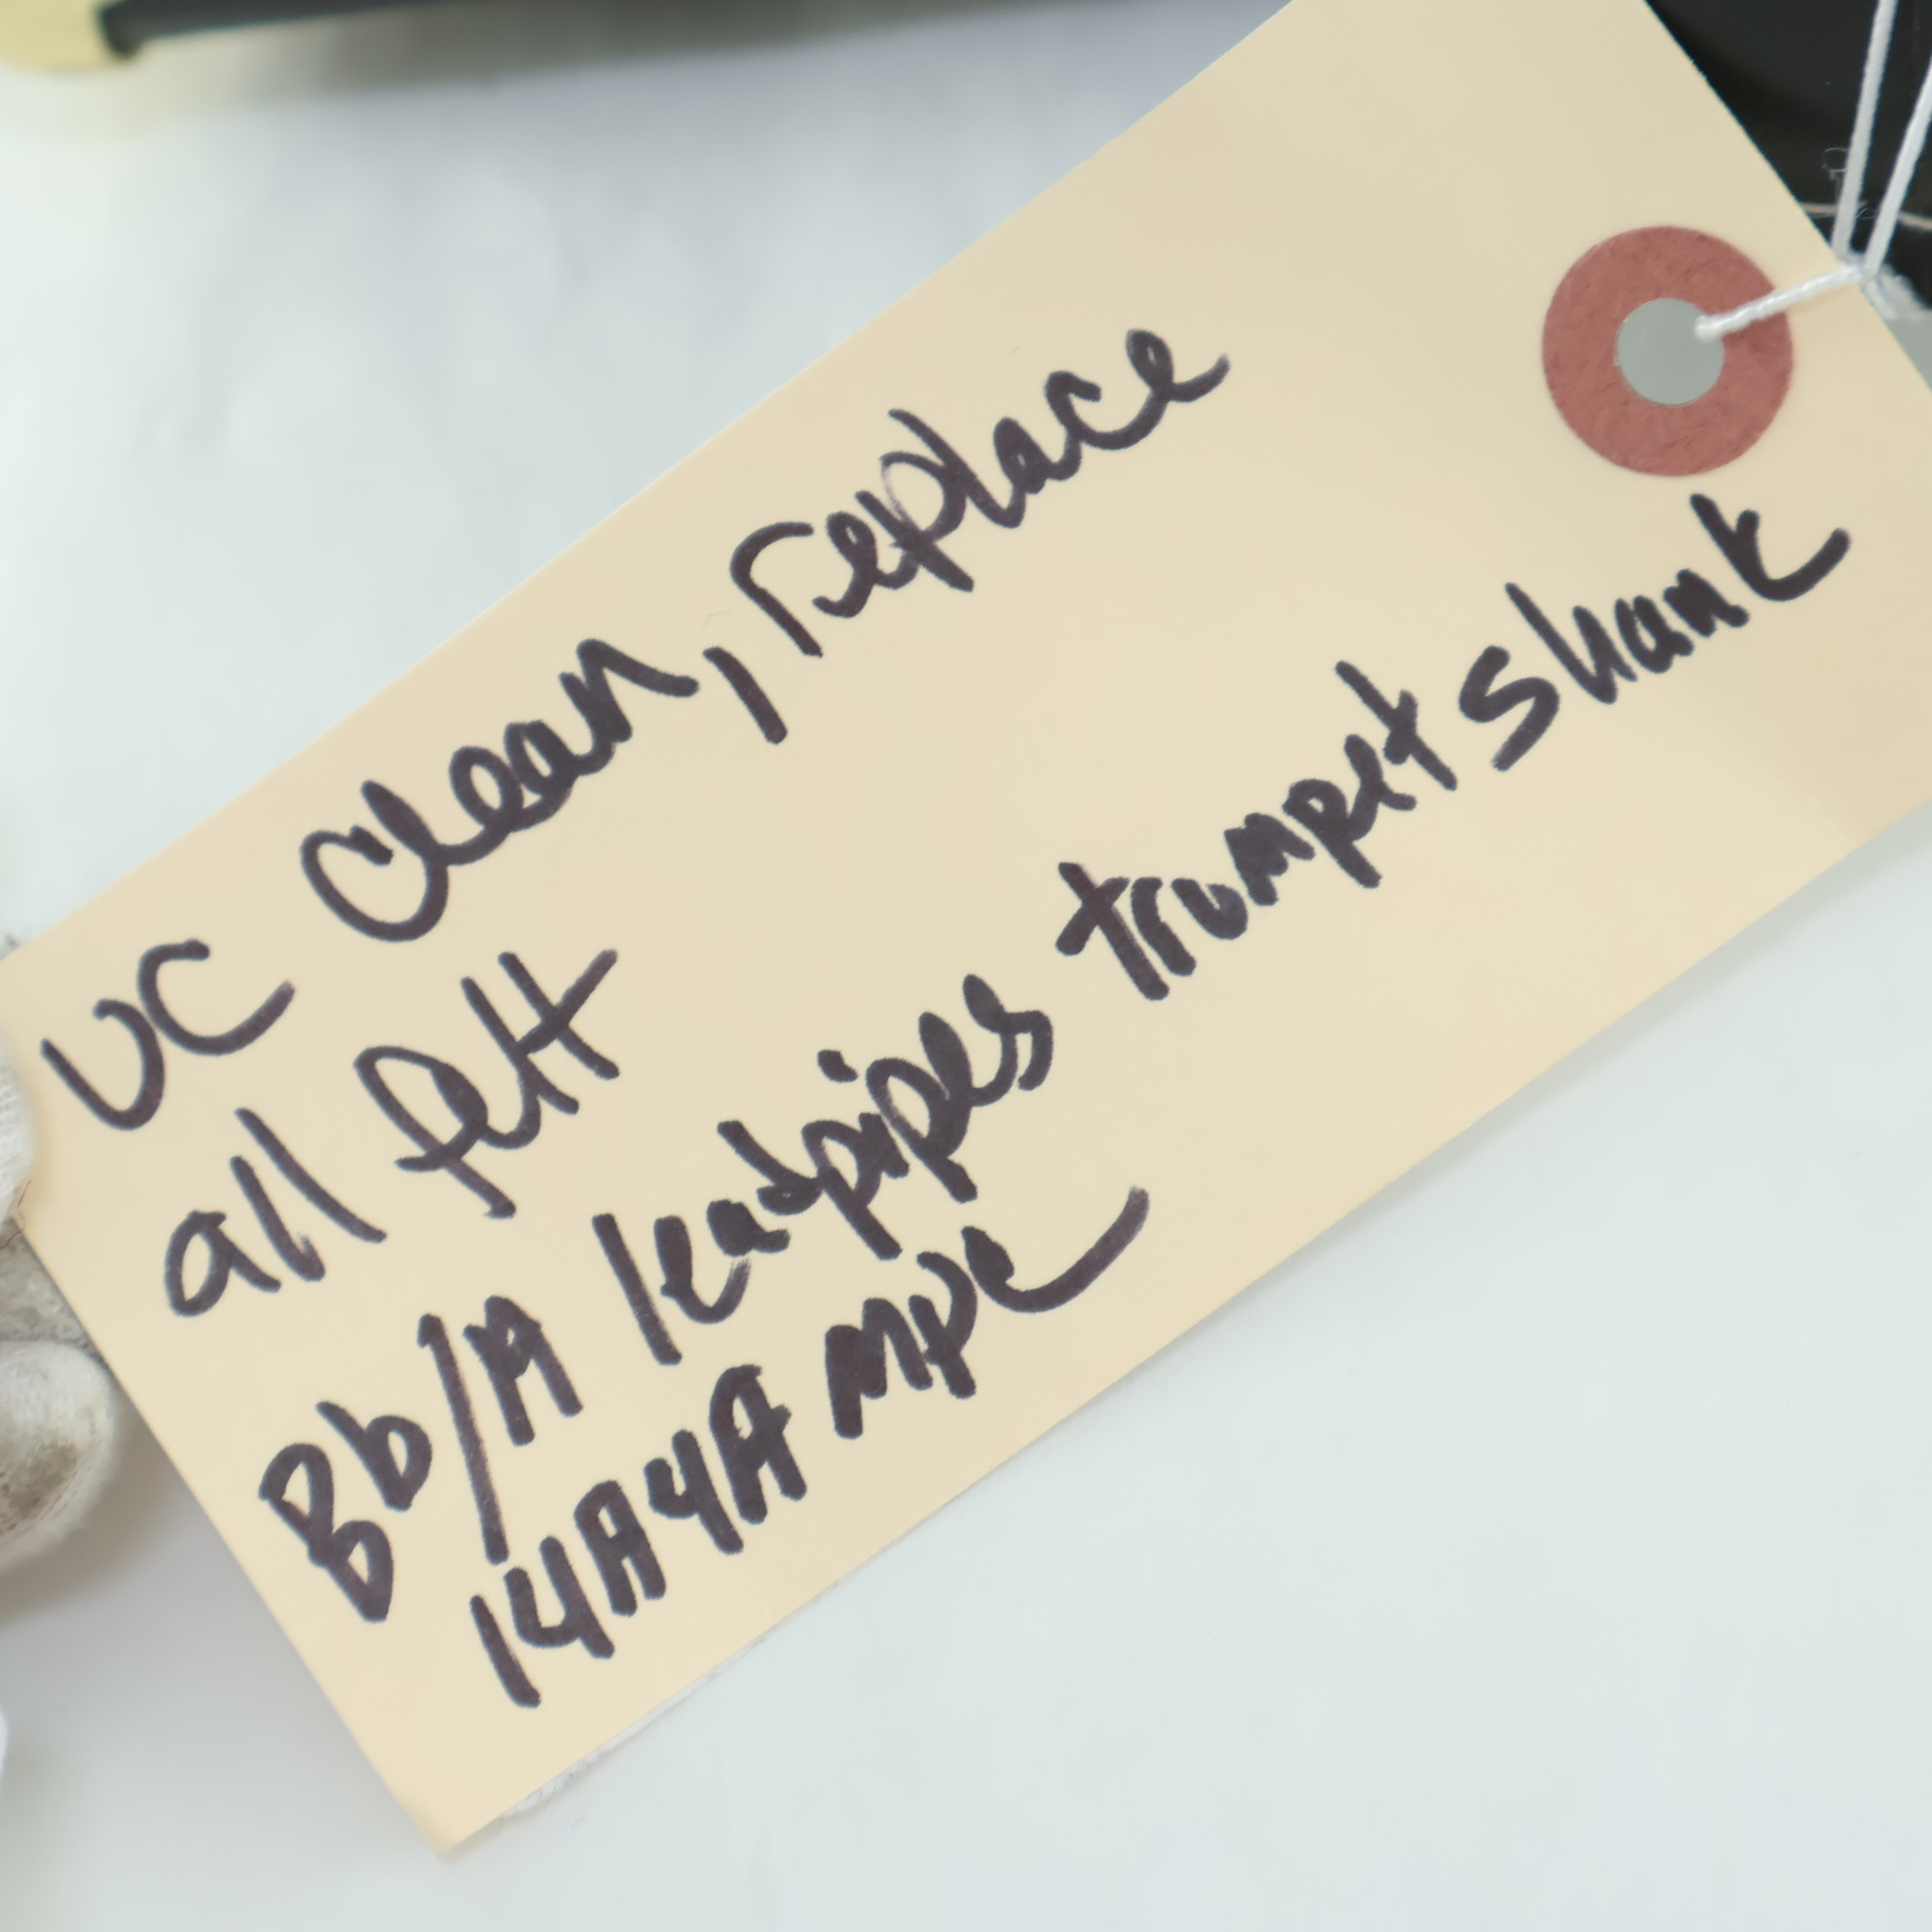 UC Clean, replace
all felt
Bb/A leadpipes trumpet shank
14A4A mpc